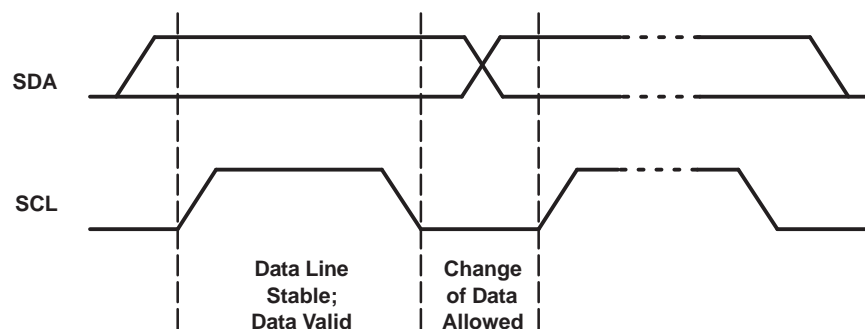 SDA
SCL
Data Line
Stable;
Data Valid
Change
of Data
Allowed